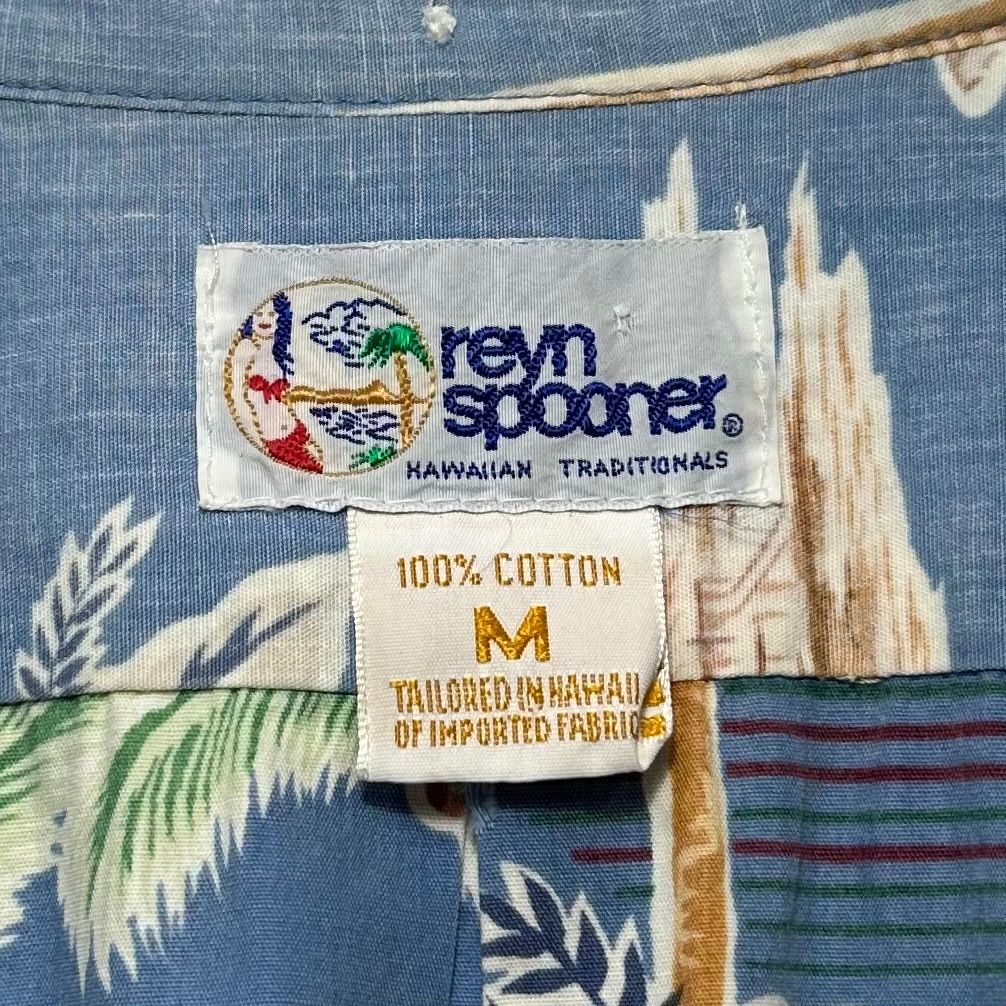 reyn
spooner®
HAWAIIAN TRADITIONALS
100% COTTON
M
TAILORED IN HAWAII
OF IMPORTED FABRIC